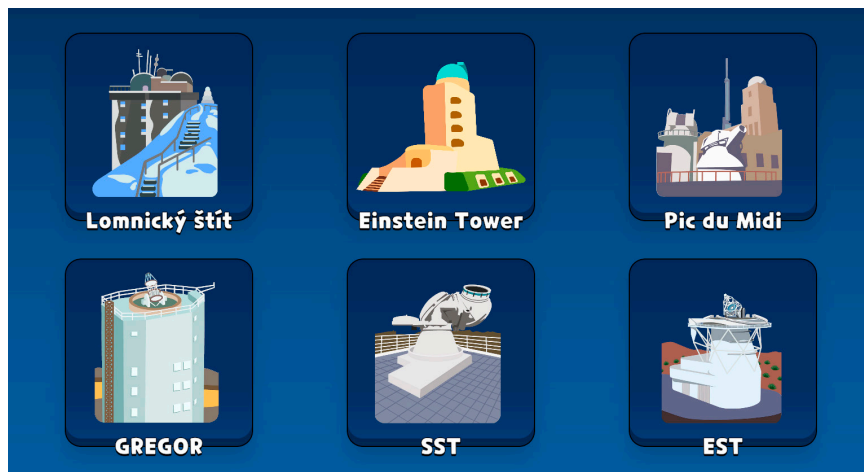 Lomnický štít
Einstein Tower
Pic du Midi
GREGOR
SST
EST